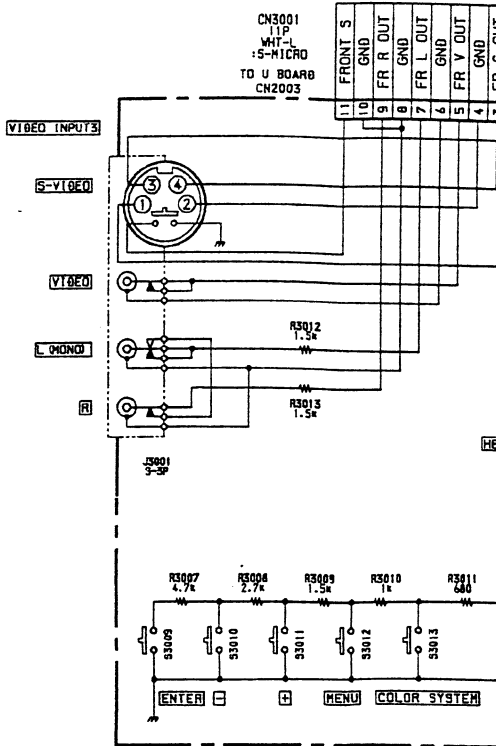 CN3001
11P
WHT-L
:S-MICRO
TO U BOARD
CN2003
11 FRONT S
10 GND
9 FR R OUT
8 GND
7 FR L OUT
6 GND
5 FR V OUT
4 GND
VIDEO INPUT3
S-VIDEO
3 4
1 2
VIDEO
L (MONO)
R
R3012
1.5k
R3013
1.5k
J3001
S-3P
HE
R3007
4.7k
R3008
2.7k
R3009
1.5k
R3010
1k
R3011
680
S3009
S3010
S3011
S3012
S3013
ENTER
−
+
MENU
COLOR SYSTEM